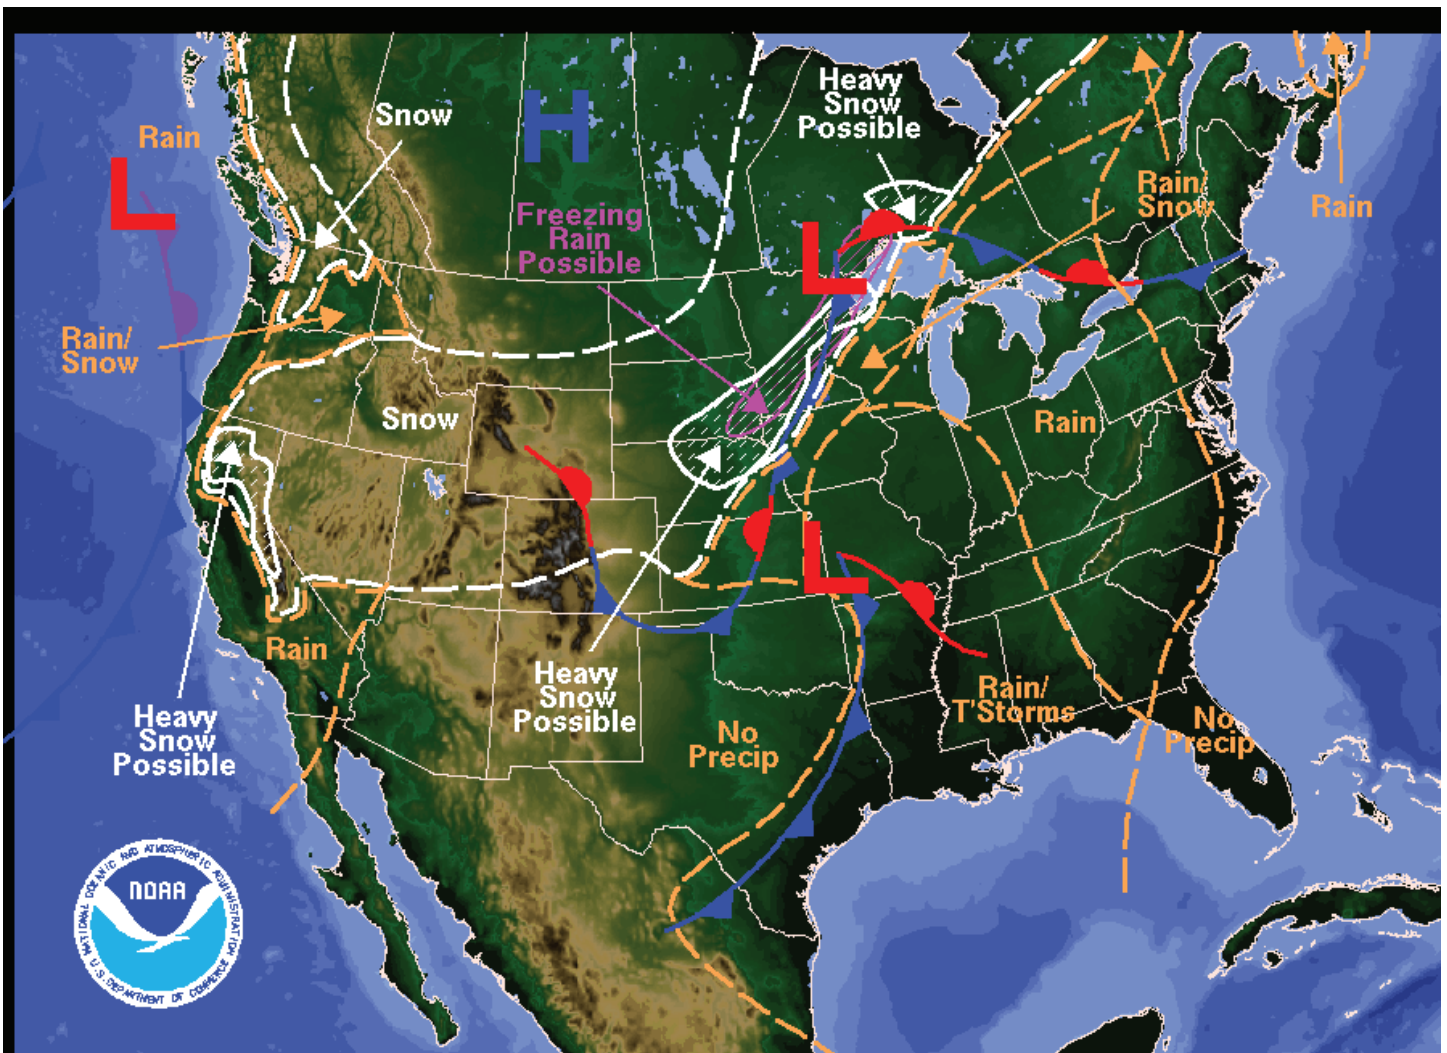 Heavy
Snow
Possible
Snow
H
Rain
L
Freezing
Rain
Possible
Rain/
Snow
Rain
L
Rain/
Snow
Snow
Rain
L
Rain
Heavy
Snow
Possible
Rain/
T'Storms
No
Precip
No
Precip
Heavy
Snow
Possible
NATIONAL OCEANIC AND ATMOSPHERIC ADMINISTRATION
NOAA
U.S. DEPARTMENT OF COMMERCE